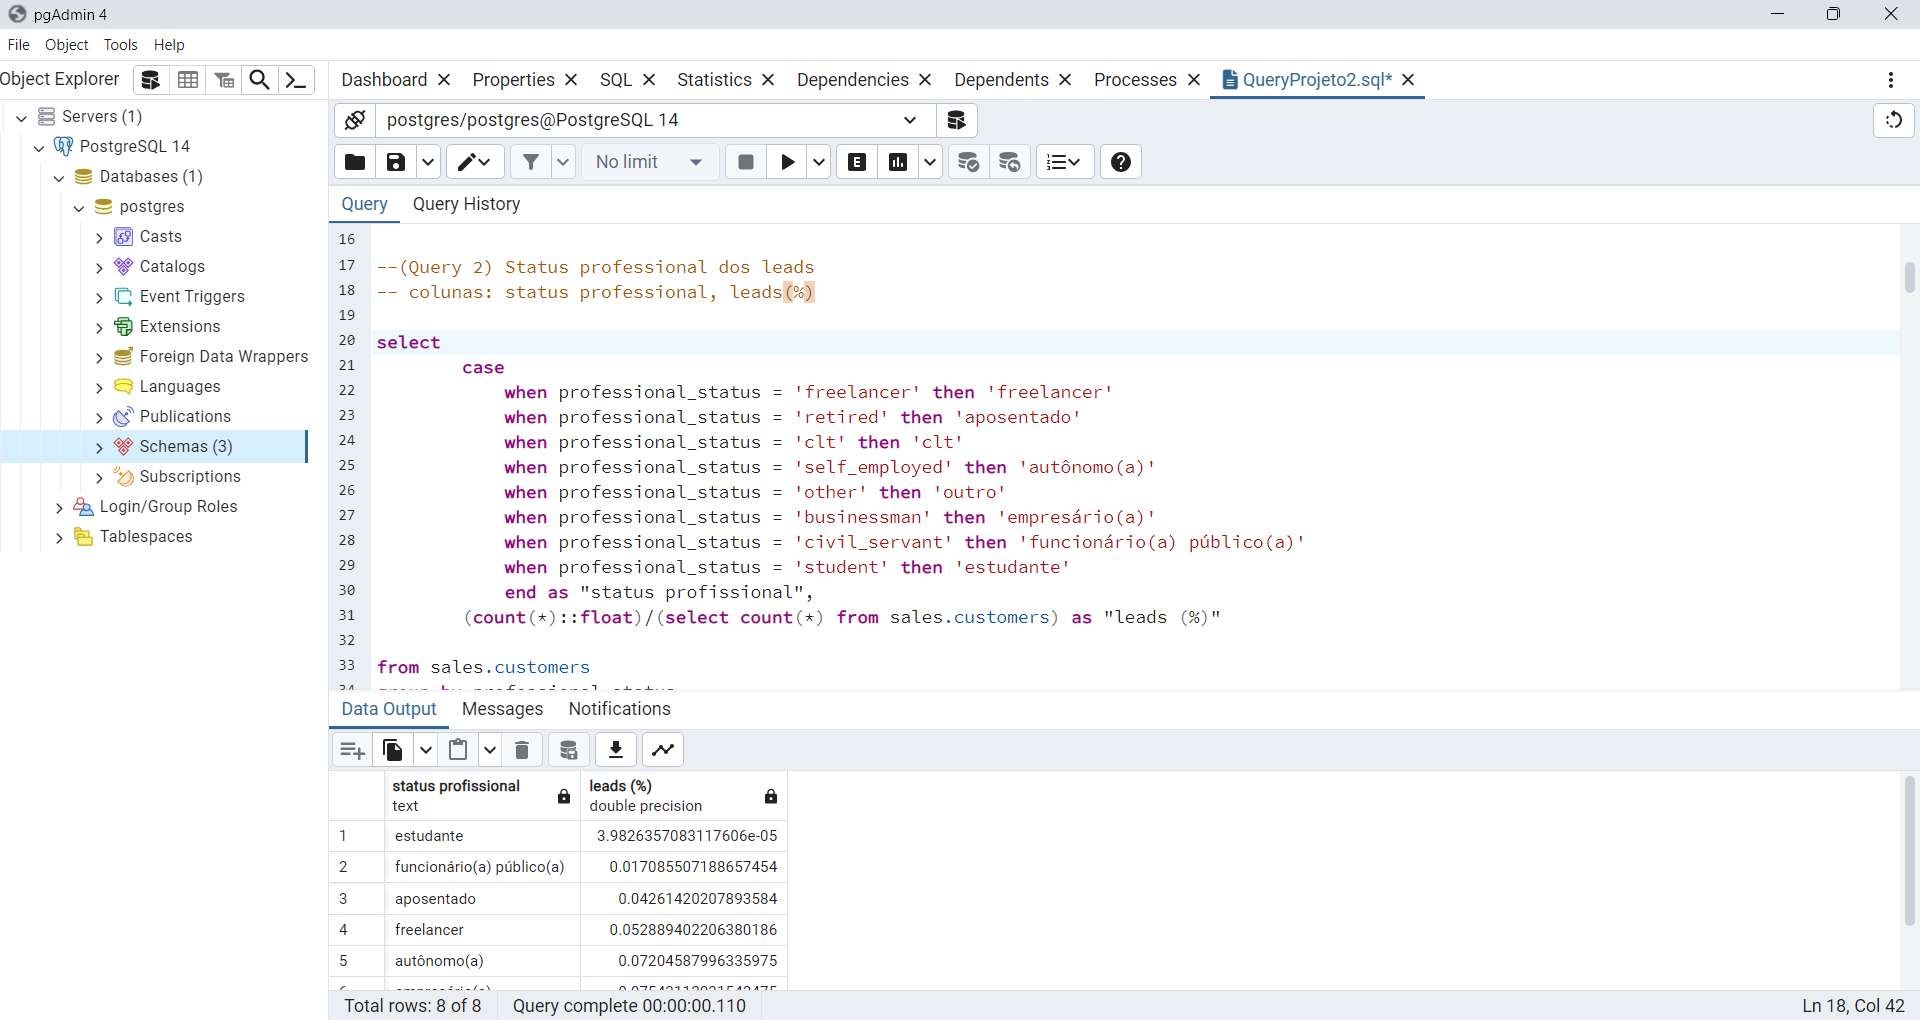 pgAdmin 4
File Object Tools Help
Object Explorer
Dashboard Properties SQL Statistics Dependencies Dependents Processes QueryProjeto2.sql*
Servers (1)
PostgreSQL 14
Databases (1)
postgres
Casts
Catalogs
Event Triggers
Extensions
Foreign Data Wrappers
Languages
Publications
Schemas (3)
Subscriptions
Login/Group Roles
Tablespaces
postgres/postgres@PostgreSQL 14
No limit
E
Query Query History
16
17 --(Query 2) Status professional dos leads
18 -- colunas: status professional, leads(%)
19
20 select
21 case
22 when professional_status = 'freelancer' then 'freelancer'
23 when professional_status = 'retired' then 'aposentado'
24 when professional_status = 'clt' then 'clt'
25 when professional_status = 'self_employed' then 'autônomo(a)'
26 when professional_status = 'other' then 'outro'
27 when professional_status = 'businessman' then 'empresário(a)'
28 when professional_status = 'civil_servant' then 'funcionário(a) público(a)'
29 when professional_status = 'student' then 'estudante'
30 end as "status profissional",
31 (count(*)::float)/(select count(*) from sales.customers) as "leads (%)"
32
33 from sales.customers
Data Output Messages Notifications
status profissional
text
leads (%)
double precision
1 estudante 3.9826357083117606e-05
2 funcionário(a) público(a) 0.017085507188657454
3 aposentado 0.04261420207893584
4 freelancer 0.052889402206380186
5 autônomo(a) 0.07204587996335975
Total rows: 8 of 8 Query complete 00:00:00.110 Ln 18, Col 42